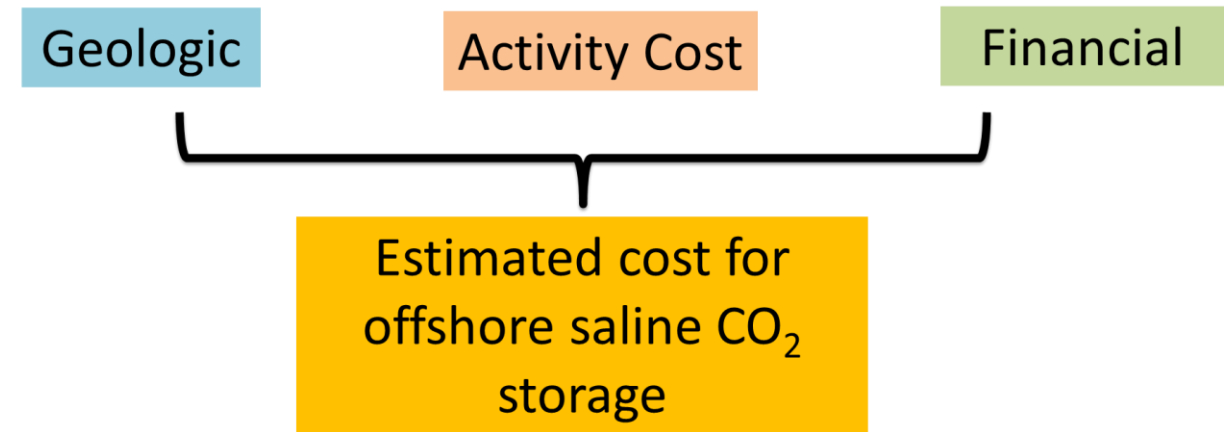 Geologic
Activity Cost
Financial
Estimated cost for
offshore saline CO₂
storage